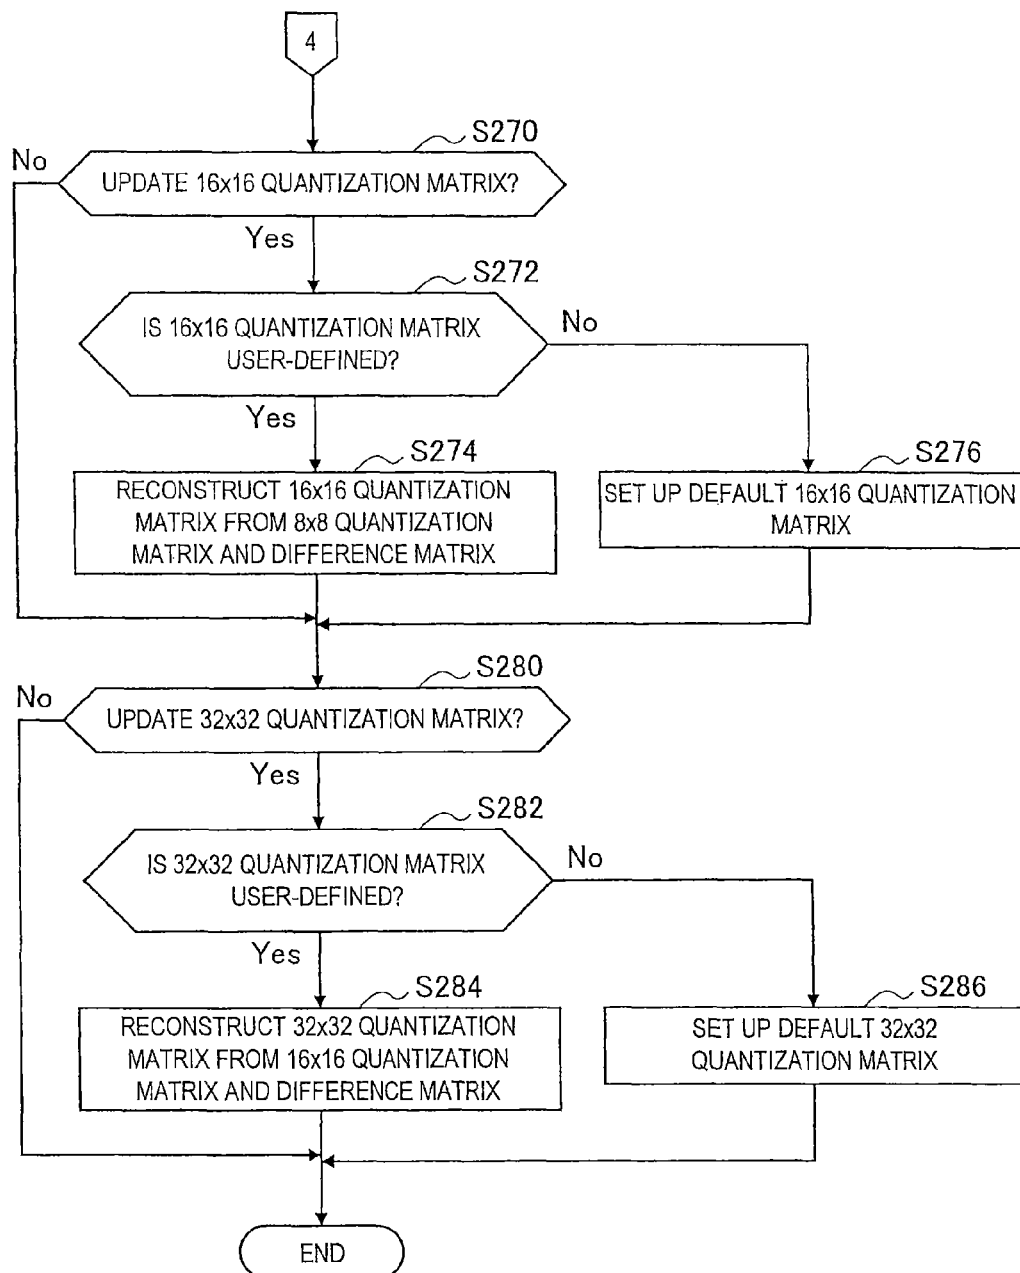 4
S270
No
UPDATE 16x16 QUANTIZATION MATRIX?
Yes
S272
IS 16x16 QUANTIZATION MATRIX
USER-DEFINED?
No
Yes
S274
RECONSTRUCT 16x16 QUANTIZATION
MATRIX FROM 8x8 QUANTIZATION
MATRIX AND DIFFERENCE MATRIX
S276
SET UP DEFAULT 16x16 QUANTIZATION
MATRIX
S280
No
UPDATE 32x32 QUANTIZATION MATRIX?
Yes
S282
IS 32x32 QUANTIZATION MATRIX
USER-DEFINED?
No
Yes
S284
RECONSTRUCT 32x32 QUANTIZATION
MATRIX FROM 16x16 QUANTIZATION
MATRIX AND DIFFERENCE MATRIX
S286
SET UP DEFAULT 32x32
QUANTIZATION MATRIX
END